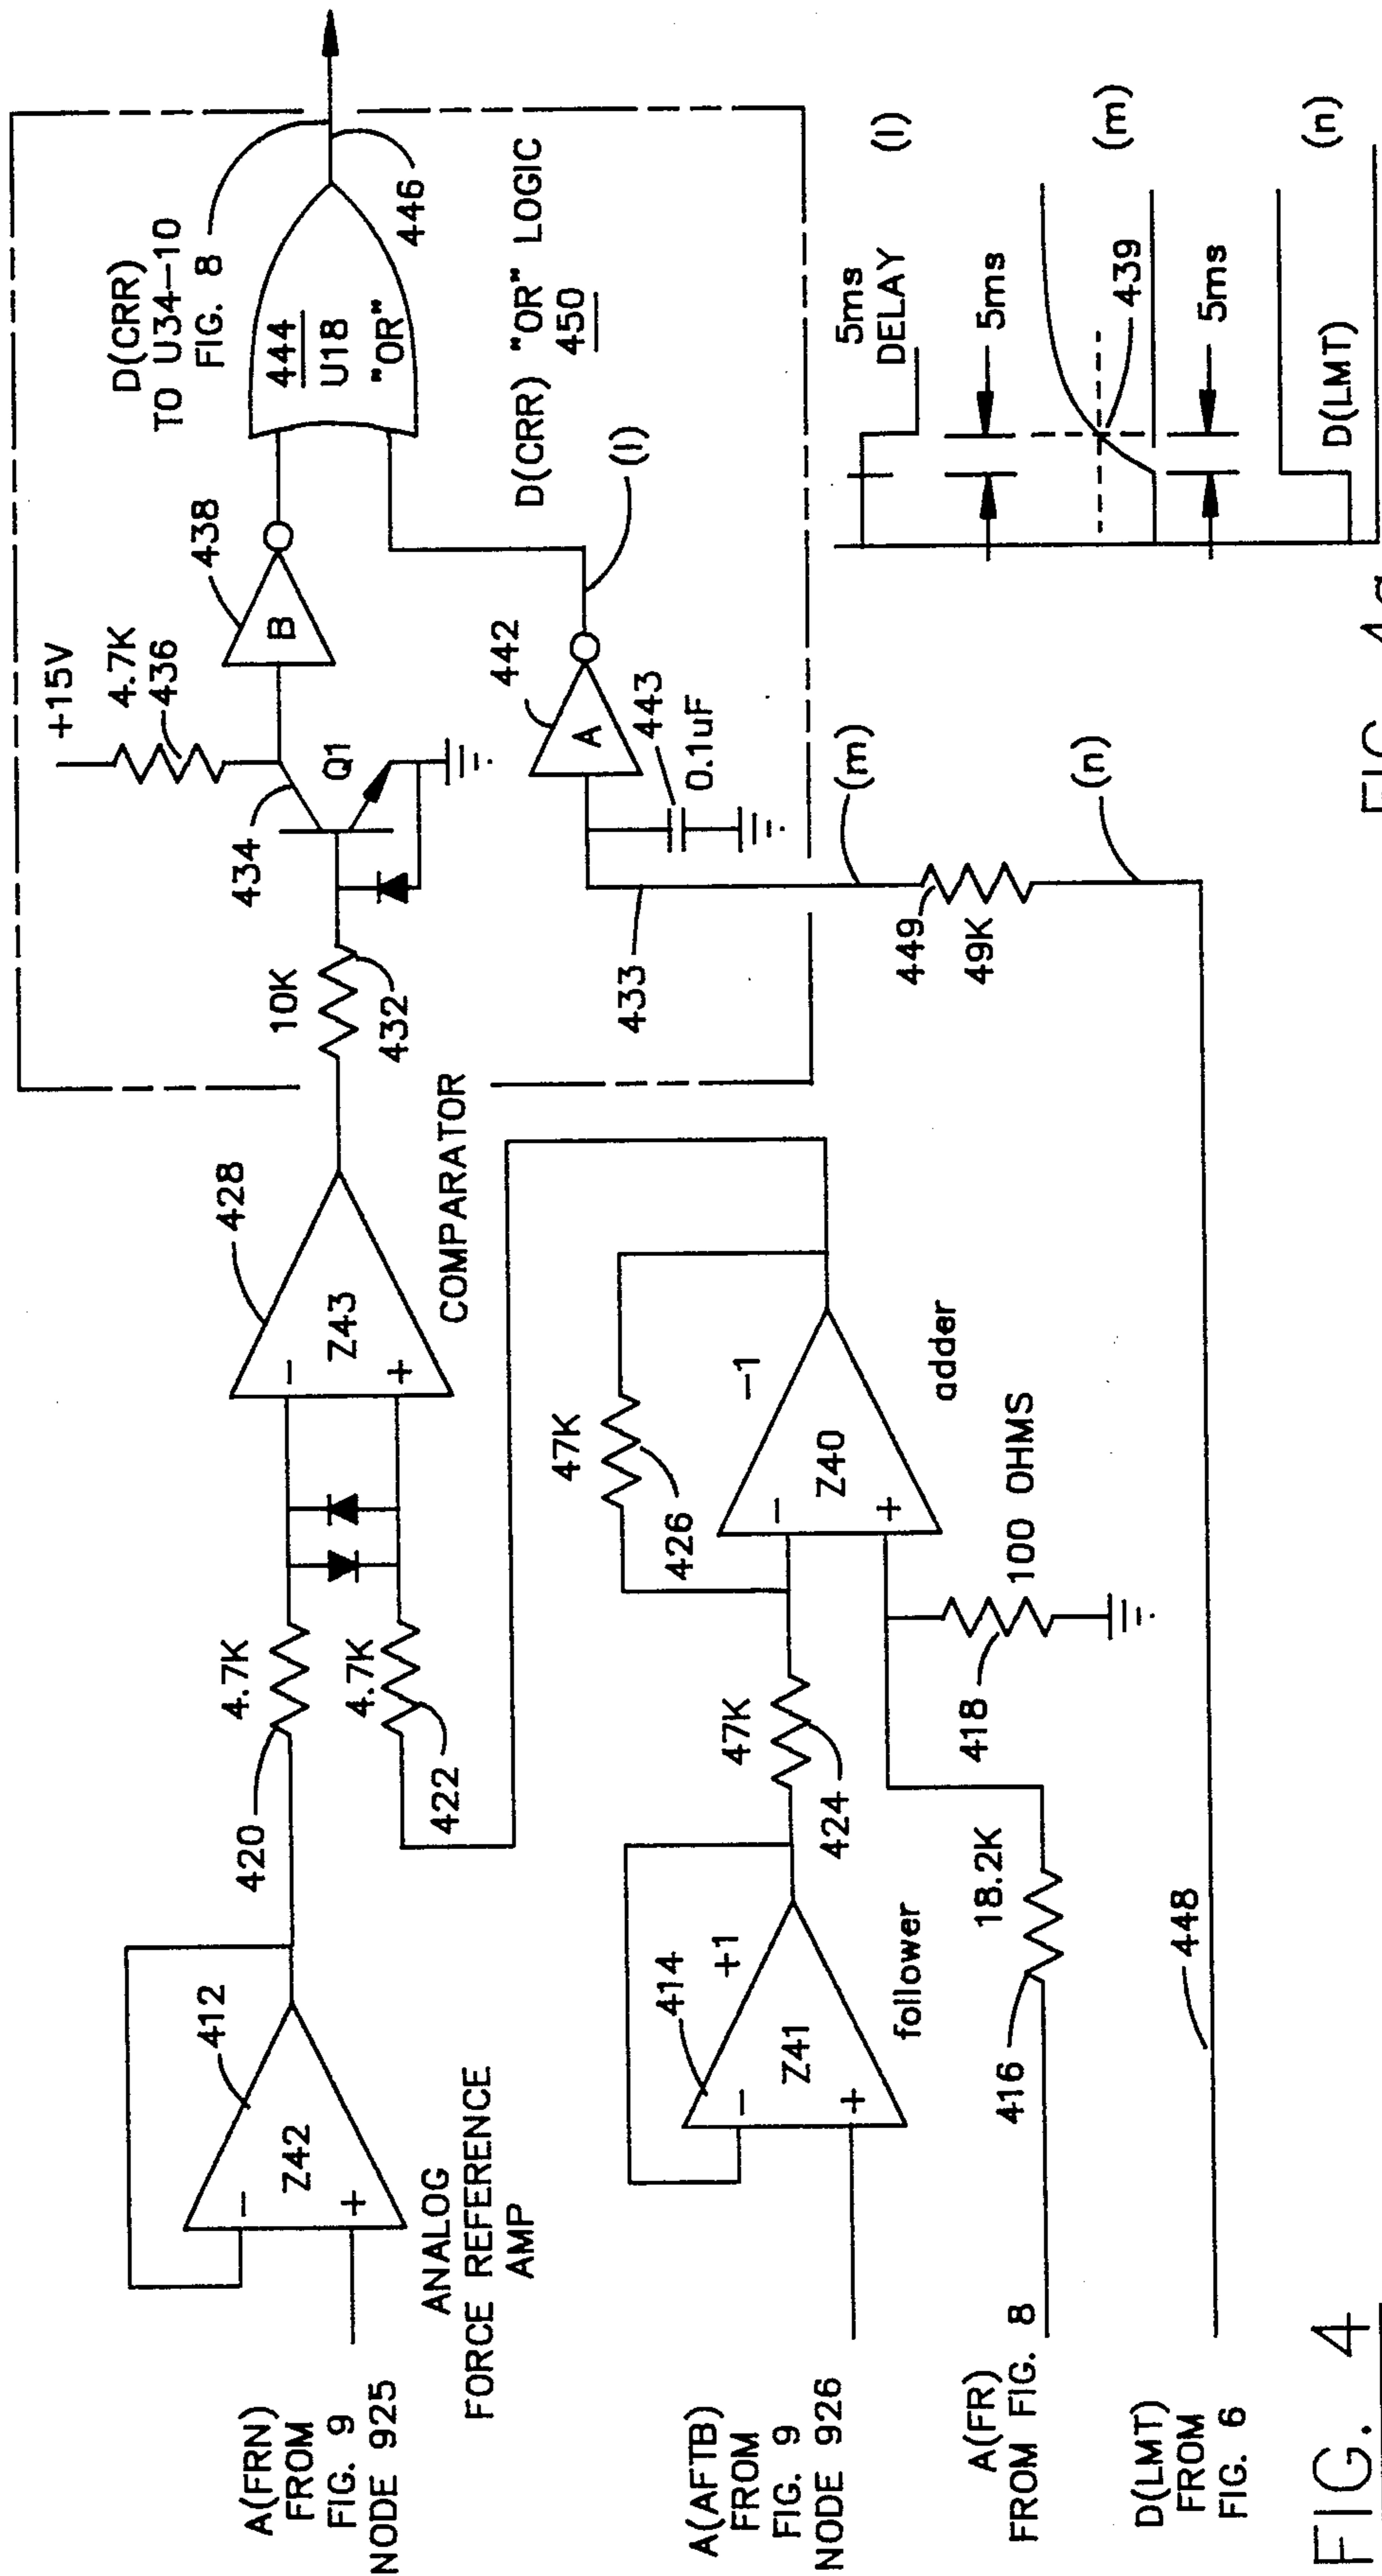 A(FRN)
FROM
FIG. 9
NODE 925
ANALOG
FORCE REFERENCE
AMP
412
Z42
-
+
420
4.7K
4.7K
422
428
Z43
-
+
COMPARATOR
10K
432
434
Q1
+15V
4.7K
436
438
B
D(CRR)
TO U34-10
FIG. 8
444
U18
"OR"
446
D(CRR) "OR" LOGIC
450
(l)
442
A
443
0.1uF
433
(m)
449
49K
(n)
A(AFTB)
FROM
FIG. 9
NODE 926
414
+1
Z41
-
+
follower
47K
424
47K
426
-1
Z40
-
+
adder
100 OHMS
418
A(FR)
FROM FIG. 8
18.2K
416
D(LMT)
FROM
FIG. 6
448
5ms
DELAY
(l)
5ms
(m)
439
5ms
D(LMT)
(n)
FIG. 4